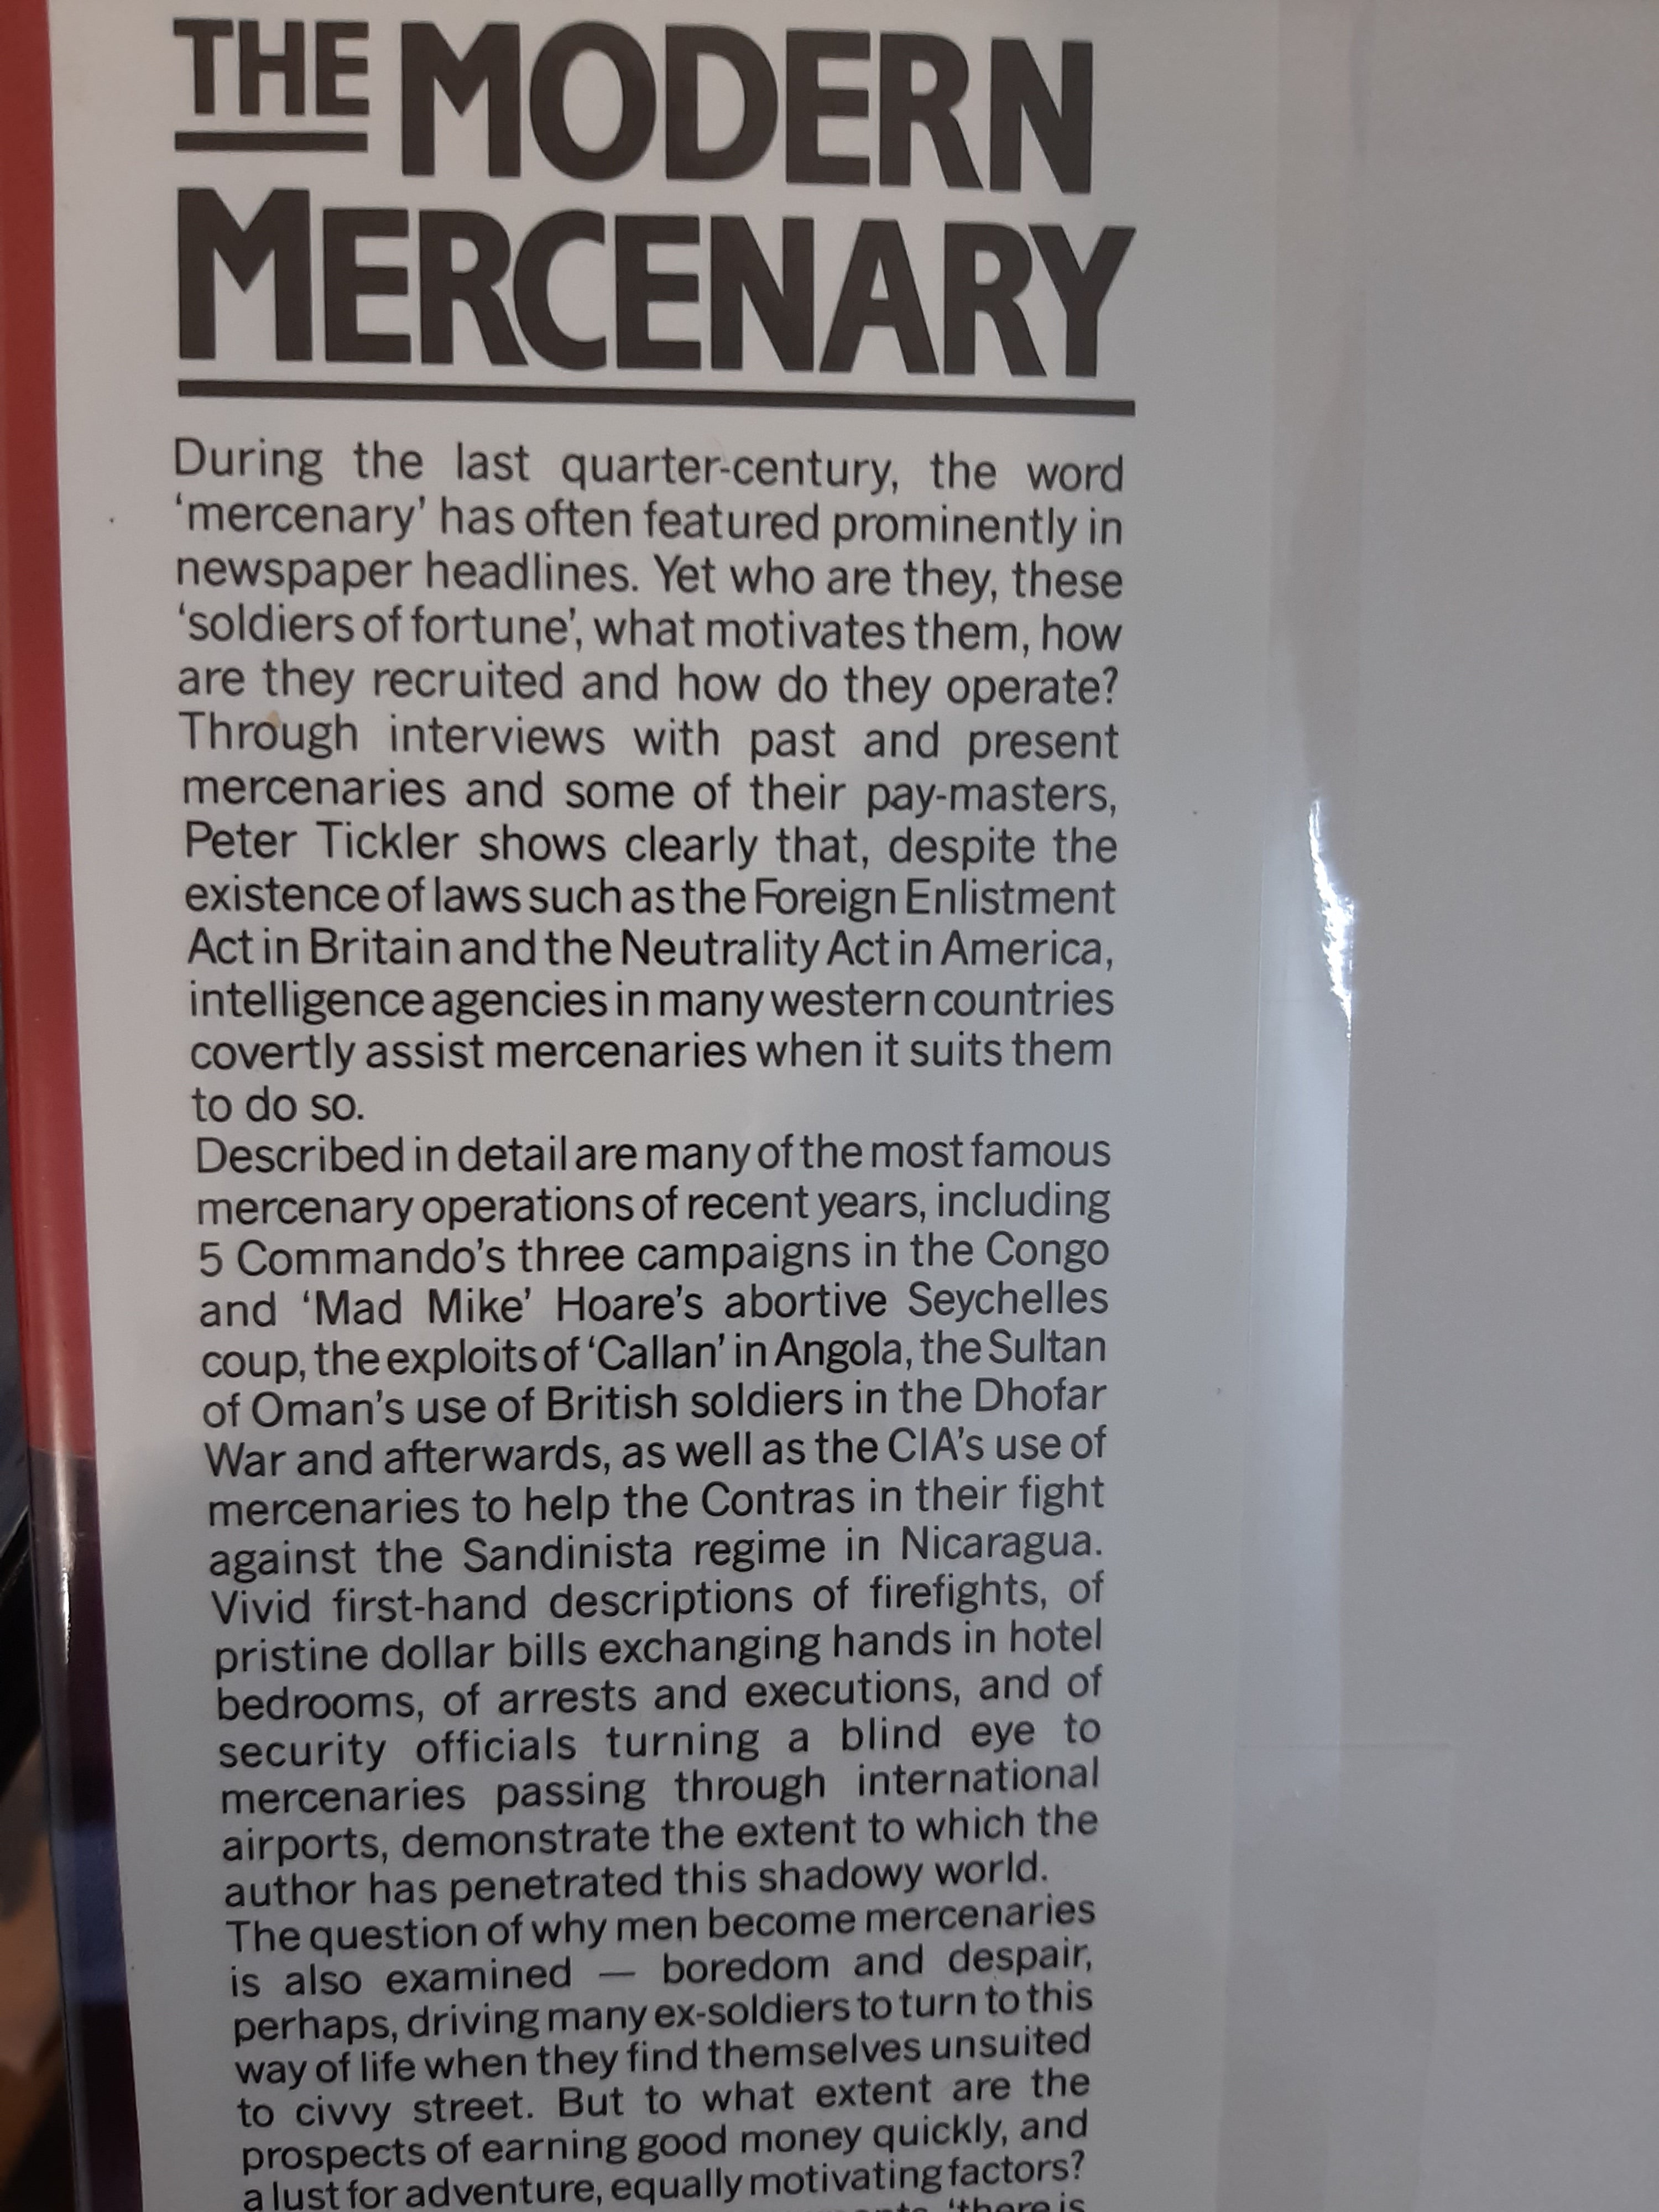 THE MODERN
MERCENARY
During the last quarter-century, the word
‘mercenary’ has often featured prominently in
newspaper headlines. Yet who are they, these
‘soldiers of fortune’, what motivates them, how
are they recruited and how do they operate?
Through interviews with past and present
mercenaries and some of their pay-masters,
Peter Tickler shows clearly that, despite the
existence of laws such as the Foreign Enlistment
Act in Britain and the Neutrality Act in America,
intelligence agencies in many western countries
covertly assist mercenaries when it suits them
to do so.
Described in detail are many of the most famous
mercenary operations of recent years, including
5 Commando’s three campaigns in the Congo
and ‘Mad Mike’ Hoare’s abortive Seychelles
coup, the exploits of ‘Callan’ in Angola, the Sultan
of Oman’s use of British soldiers in the Dhofar
War and afterwards, as well as the CIA’s use of
mercenaries to help the Contras in their fight
against the Sandinista regime in Nicaragua.
Vivid first-hand descriptions of firefights, of
pristine dollar bills exchanging hands in hotel
bedrooms, of arrests and executions, and of
security officials turning a blind eye to
mercenaries passing through international
airports, demonstrate the extent to which the
author has penetrated this shadowy world.
The question of why men become mercenaries
is also examined — boredom and despair,
perhaps, driving many ex-soldiers to turn to this
way of life when they find themselves unsuited
to civvy street. But to what extent are the
prospects of earning good money quickly, and
a lust for adventure, equally motivating factors?
‘there is